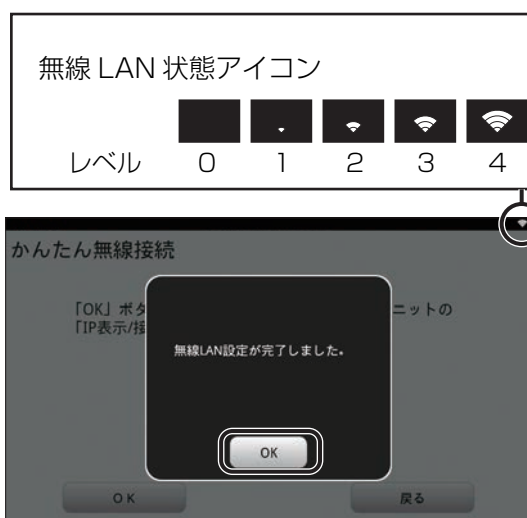 無線 LAN 状態アイコン
レベル 0 1 2 3 4
かんたん無線接続
「OK」ボタ
ニットの
「IP表示/接
無線LAN設定が完了しました。
OK
OK
戻る